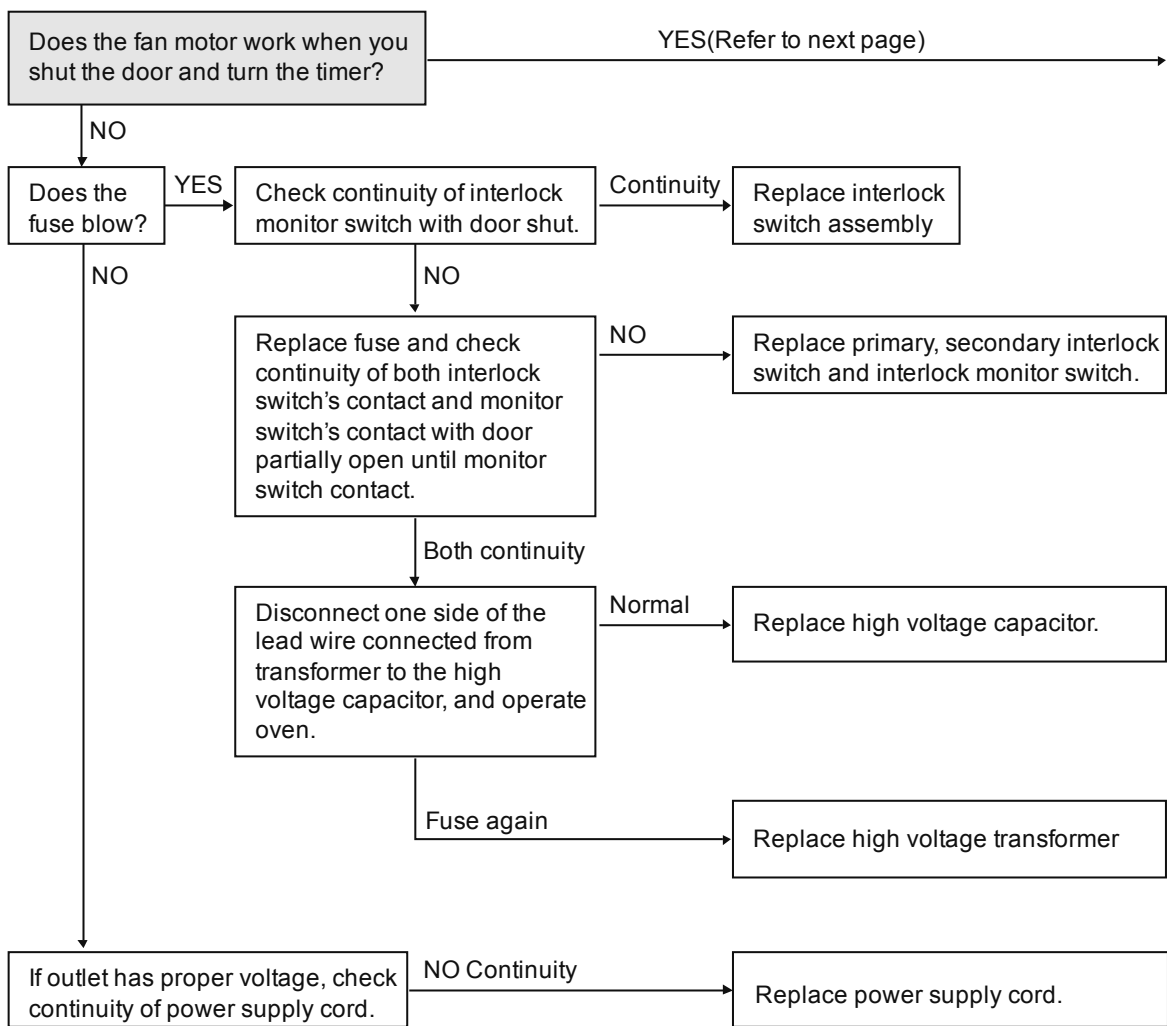 Does the fan motor work when you
shut the door and turn the timer?
YES(Refer to next page)
NO
Does the
fuse blow?
YES
Check continuity of interlock
monitor switch with door shut.
Continuity
Replace interlock
switch assembly
NO
NO
Replace fuse and check
continuity of both interlock
switch’s contact and monitor
switch’s contact with door
partially open until monitor
switch contact.
NO
Replace primary, secondary interlock
switch and interlock monitor switch.
Both continuity
Disconnect one side of the
lead wire connected from
transformer to the high
voltage capacitor, and operate
oven.
Normal
Replace high voltage capacitor.
Fuse again
Replace high voltage transformer
If outlet has proper voltage, check
continuity of power supply cord.
NO Continuity
Replace power supply cord.